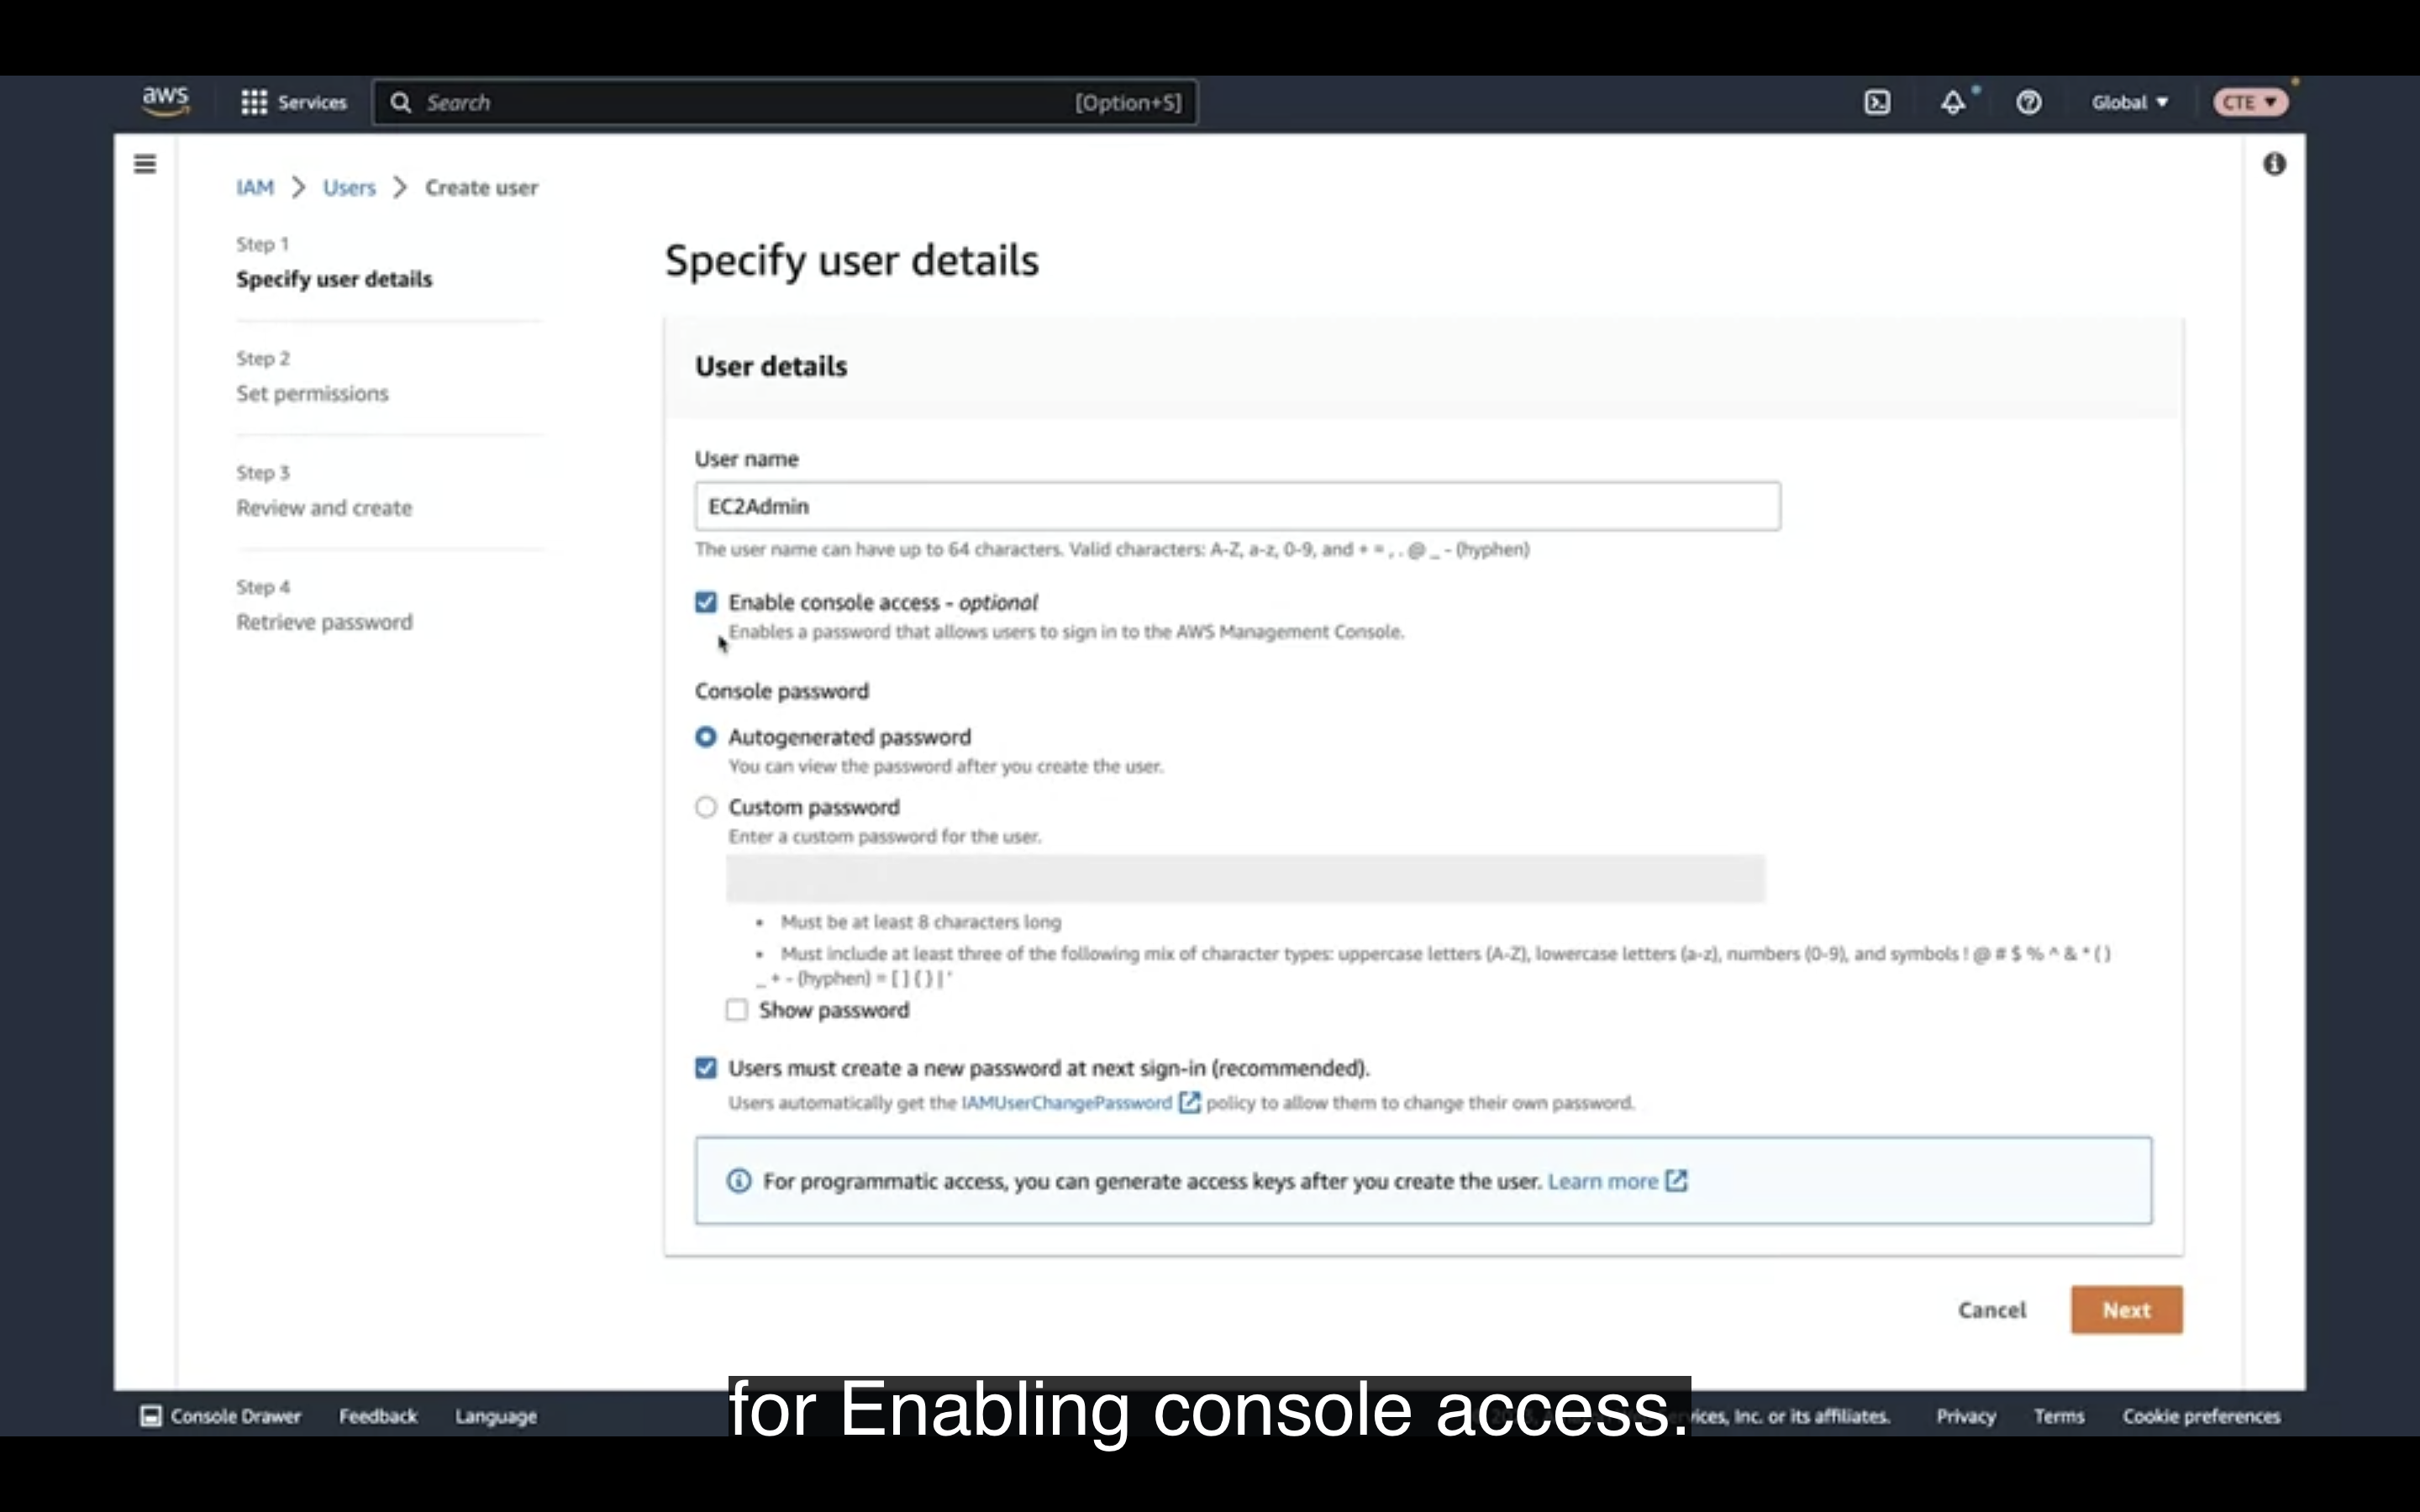 aws
Services
Search
[Option+S]
Global
CTE
IAM > Users > Create user
Step 1
Specify user details
Step 2
Set permissions
Step 3
Review and create
Step 4
Retrieve password
Specify user details
User details
User name
EC2Admin
The user name can have up to 64 characters. Valid characters: A-Z, a-z, 0-9, and + = , . @ _ - (hyphen)
Enable console access - optional
Enables a password that allows users to sign in to the AWS Management Console.
Console password
Autogenerated password
You can view the password after you create the user.
Custom password
Enter a custom password for the user.
• Must be at least 8 characters long
• Must include at least three of the following mix of character types: uppercase letters (A-Z), lowercase letters (a-z), numbers (0-9), and symbols ! @ # $ % ^ & * ( )
_ + - (hyphen) = [ ] { } | '
Show password
Users must create a new password at next sign-in (recommended).
Users automatically get the IAMUserChangePassword policy to allow them to change their own password.
For programmatic access, you can generate access keys after you create the user. Learn more
Cancel
Next
for Enabling console access.
Console Drawer
Feedback
Language
Inc. or its affiliates.
Privacy
Terms
Cookie preferences